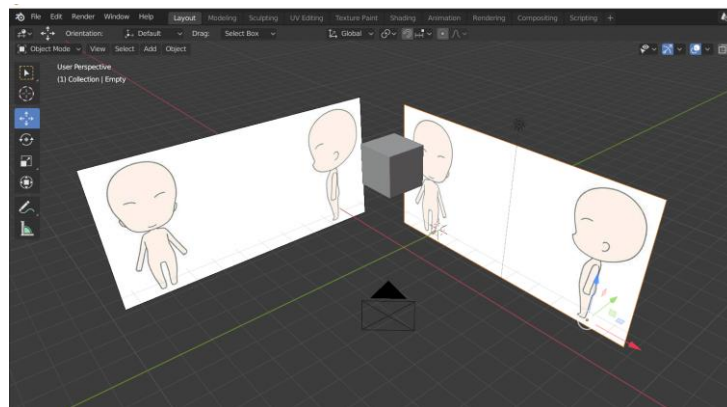 File Edit Render Window Help Layout Modeling Sculpting UV Editing Texture Paint Shading Animation Rendering Compositing Scripting +
Orientation: Default Drag: Select Box Global
Object Mode View Select Add Object
User Perspective
(1) Collection | Empty